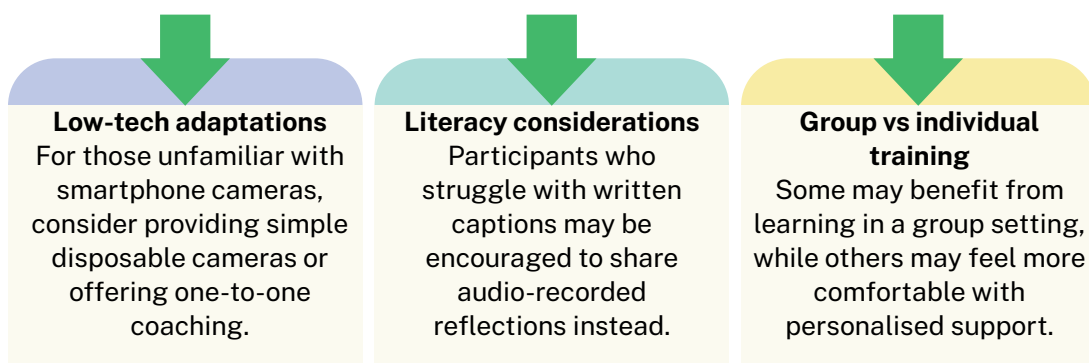 Low-tech adaptations
For those unfamiliar with
smartphone cameras,
consider providing simple
disposable cameras or
offering one-to-one
coaching.
Literacy considerations
Participants who
struggle with written
captions may be
encouraged to share
audio-recorded
reflections instead.
Group vs individual
training
Some may benefit from
learning in a group setting,
while others may feel more
comfortable with
personalised support.